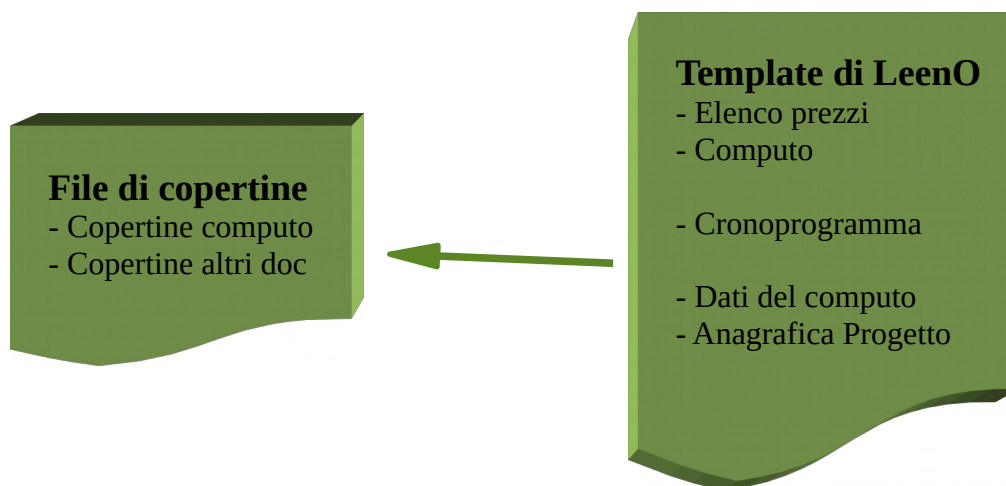 File di copertine
- Copertine computo
- Copertine altri doc
Template di LeenO
- Elenco prezzi
- Computo
- Cronoprogramma
- Dati del computo
- Anagrafica Progetto